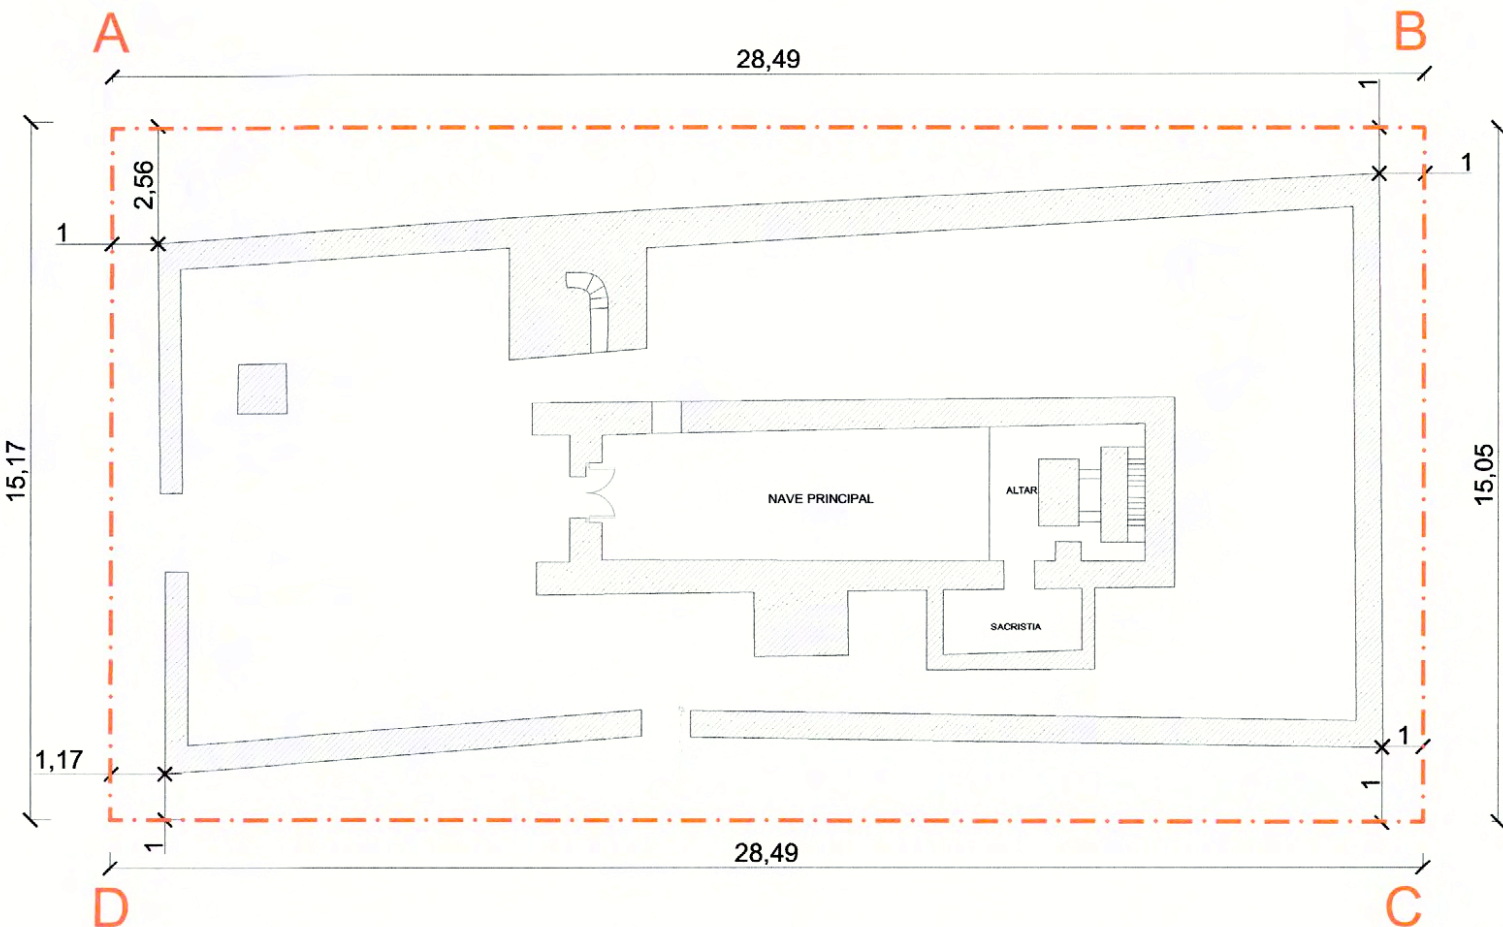 A
B
28,49
1
2,56
1
1
15,17
15,05
NAVE PRINCIPAL
ALTAR
SACRISTIA
1
1,17
1
1
28,49
D
C